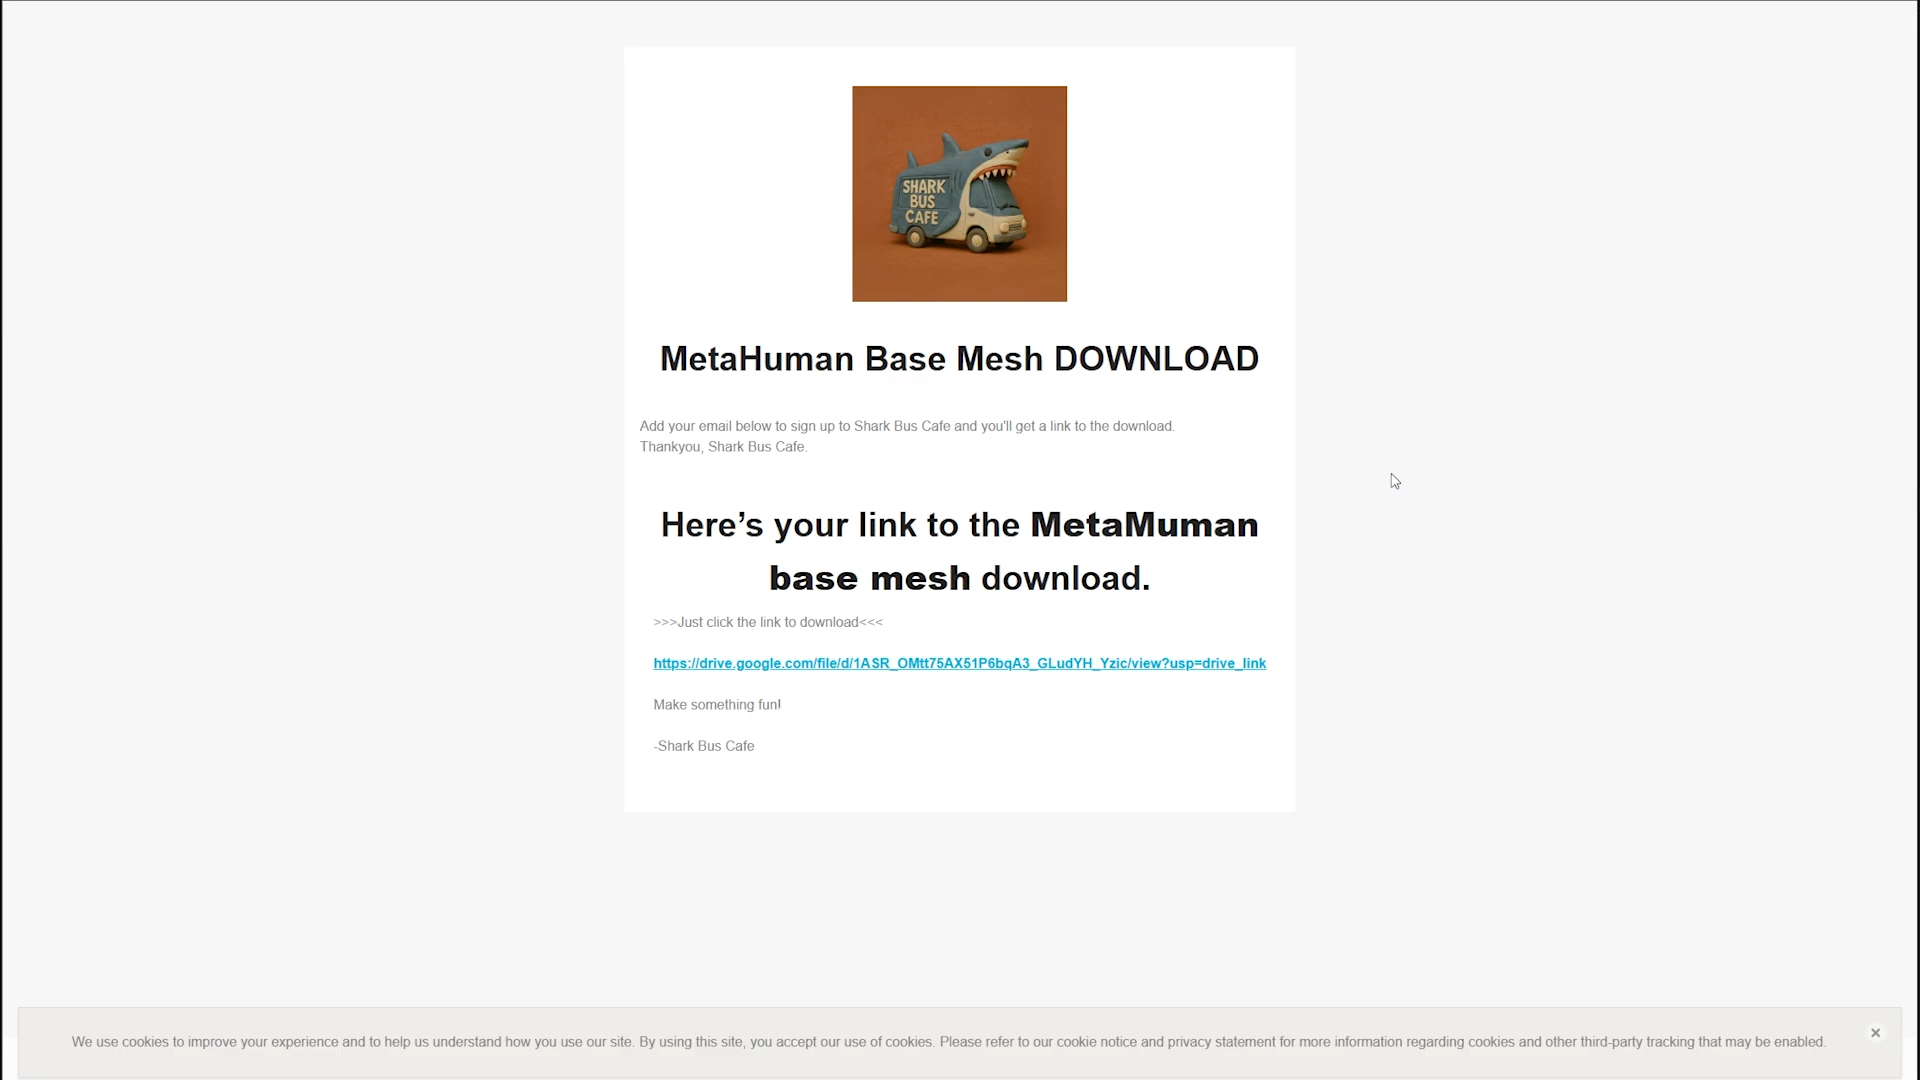 SHARK
BUS
CAFE
MetaHuman Base Mesh DOWNLOAD
Add your email below to sign up to Shark Bus Cafe and you'll get a link to the download.
Thankyou, Shark Bus Cafe.
Here’s your link to the MetaMuman
base mesh download.
>>>Just click the link to download<<<
https://drive.google.com/file/d/1ASR_OMtt75AX51P6bqA3_GLudYH_Yzic/view?usp=drive_link
Make something fun!
-Shark Bus Cafe
We use cookies to improve your experience and to help us understand how you use our site. By using this site, you accept our use of cookies. Please refer to our cookie notice and privacy statement for more information regarding cookies and other third-party tracking that may be enabled.